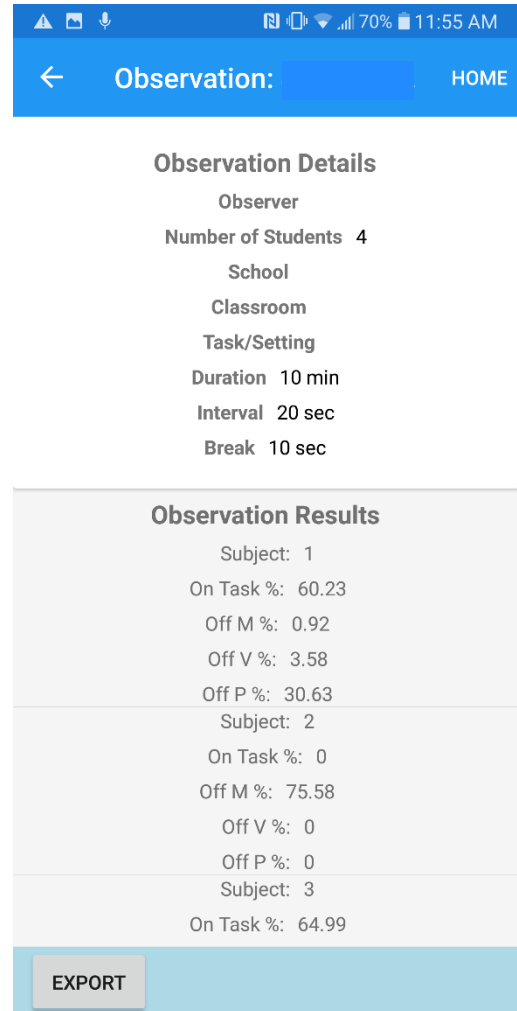 70% 11:55 AM
Observation: HOME
Observation Details
Observer
Number of Students 4
School
Classroom
Task/Setting
Duration 10 min
Interval 20 sec
Break 10 sec
Observation Results
Subject: 1
On Task %: 60.23
Off M %: 0.92
Off V %: 3.58
Off P %: 30.63
Subject: 2
On Task %: 0
Off M %: 75.58
Off V %: 0
Off P %: 0
Subject: 3
On Task %: 64.99
EXPORT